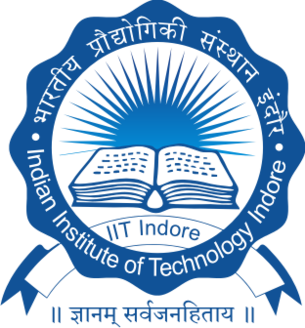 • भारतीय प्रौद्योगिकी संस्थान इंदौर •
Indian Institute of Technology Indore
IIT Indore
॥ ज्ञानम् सर्वजनहिताय ॥